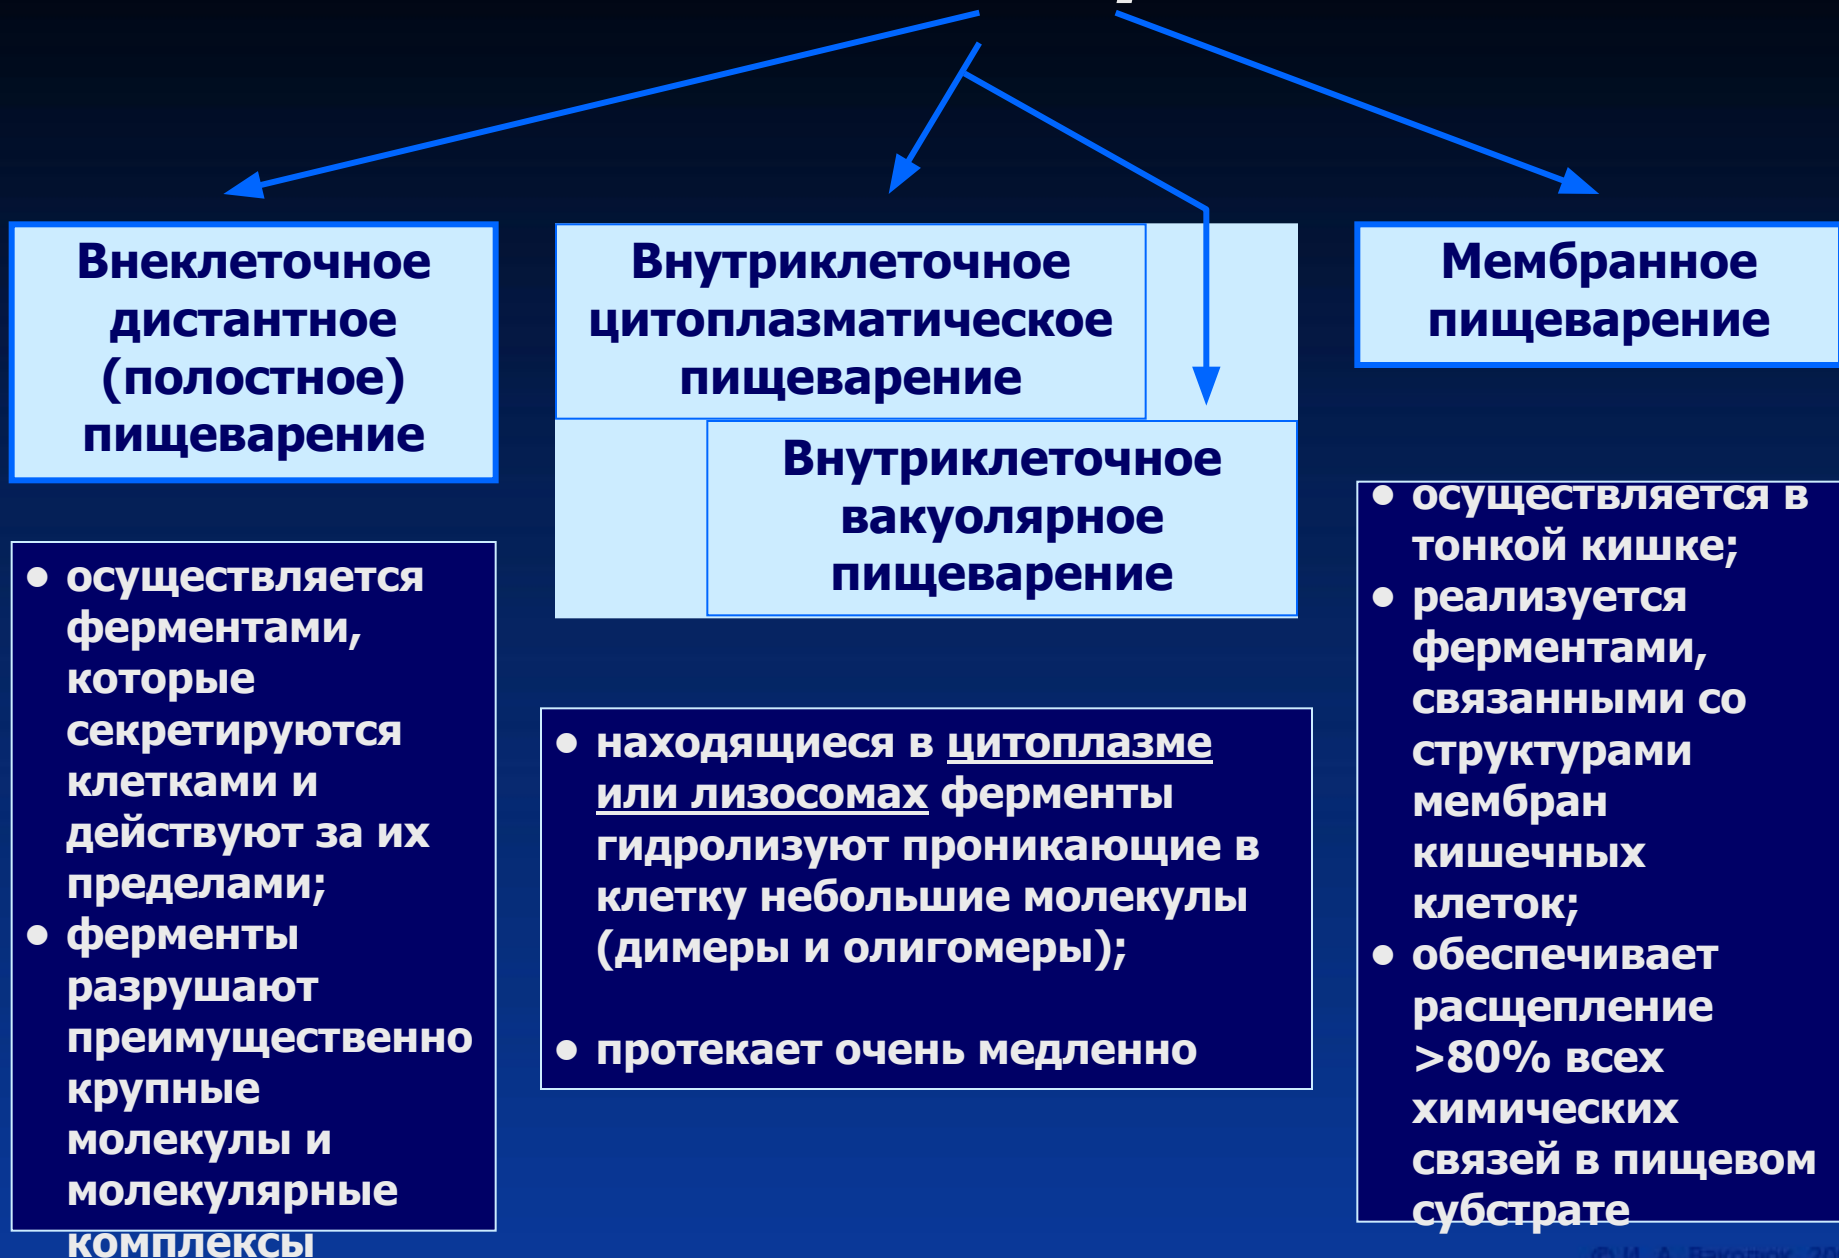 Внеклеточное
дистантное
(полостное)
пищеварение
Внутриклеточное
цитоплазматическое
пищеварение
Внутриклеточное
вакуолярное
пищеварение
Мембранное
пищеварение
● осуществляется
ферментами,
которые
секретируются
клетками и
действуют за их
пределами;
● ферменты
разрушают
преимущественно
крупные
молекулы и
молекулярные
комплексы
● находящиеся в цитоплазме
или лизосомах ферменты
гидролизуют проникающие в
клетку небольшие молекулы
(димеры и олигомеры);
● протекает очень медленно
● осуществляется в
тонкой кишке;
● реализуется
ферментами,
связанными со
структурами
мембран
кишечных
клеток;
● обеспечивает
расщепление
>80% всех
химических
связей в пищевом
субстрате